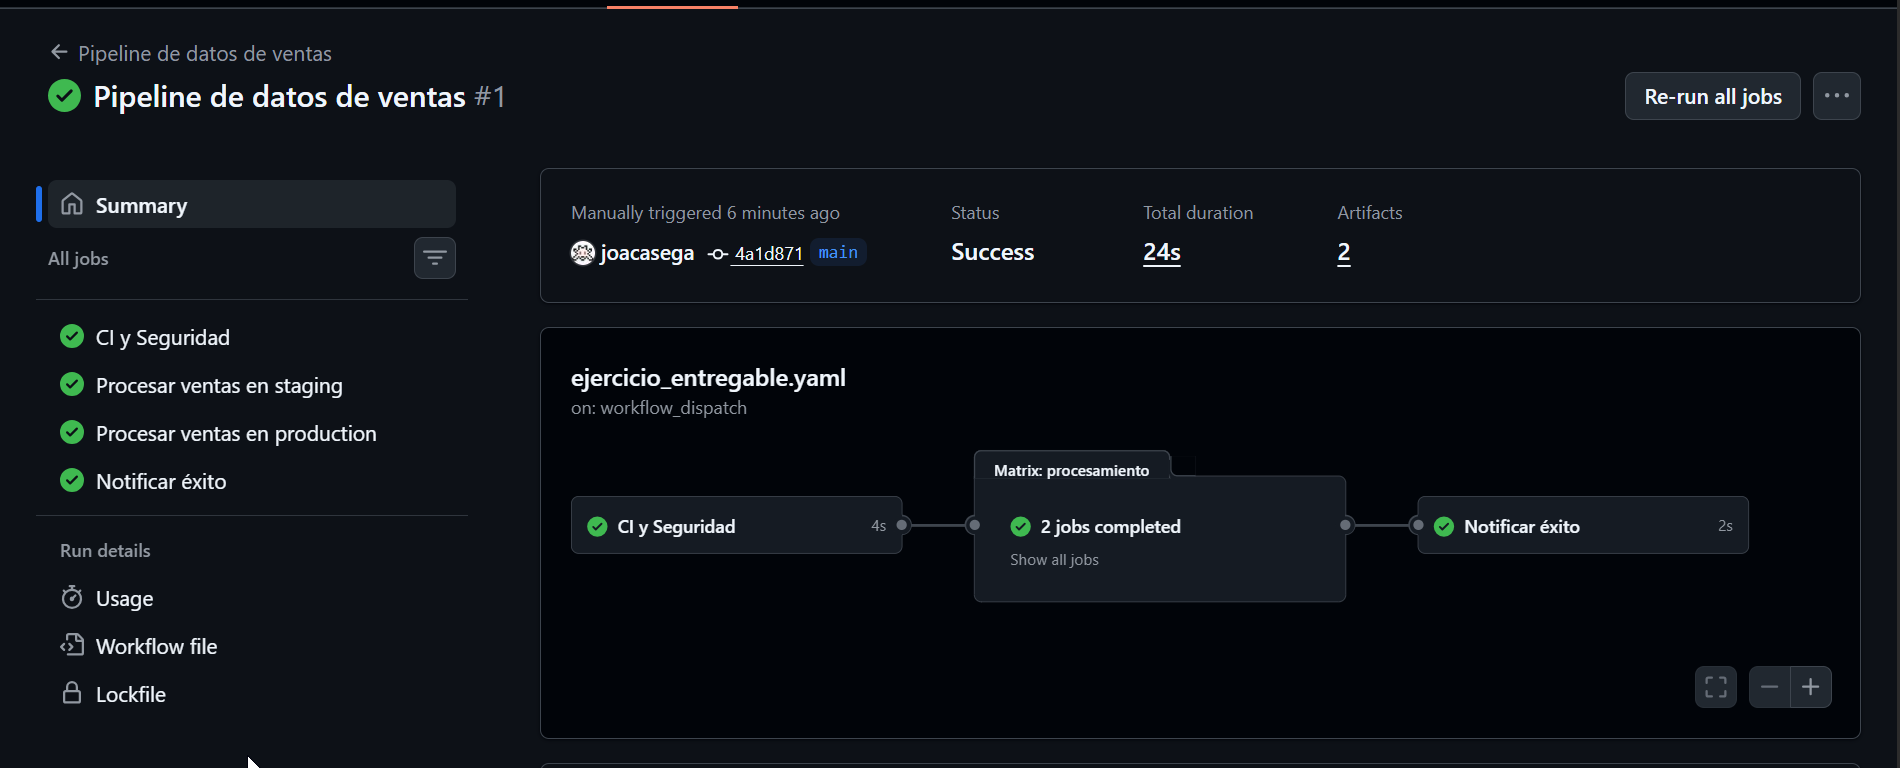 Pipeline de datos de ventas
Pipeline de datos de ventas #1
Re-run all jobs
Summary
All jobs
CI y Seguridad
Procesar ventas en staging
Procesar ventas en production
Notificar éxito
Run details
Usage
Workflow file
Lockfile
Manually triggered 6 minutes ago
joacasega 4a1d871 main
Status
Success
Total duration
24s
Artifacts
2
ejercicio_entregable.yaml
on: workflow_dispatch
CI y Seguridad 4s
Matrix: procesamiento
2 jobs completed
Show all jobs
Notificar éxito 2s